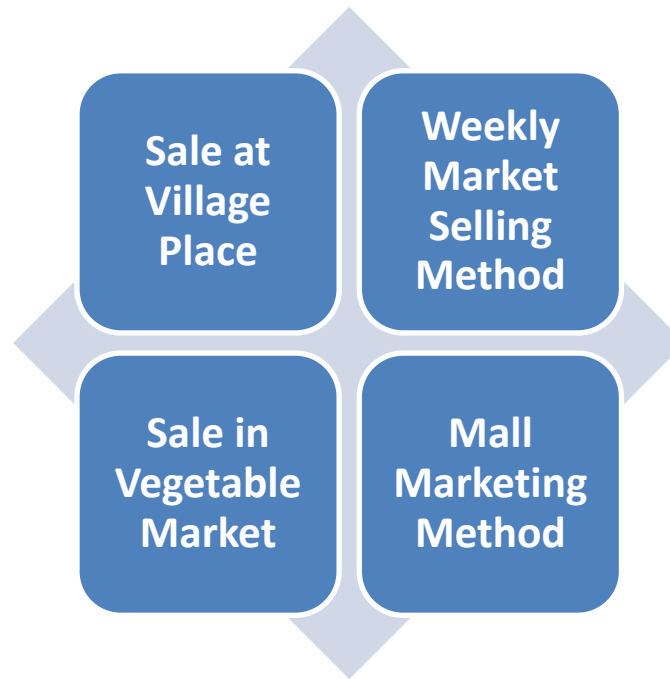 Sale at
Village
Place
Weekly
Market
Selling
Method
Sale in
Vegetable
Market
Mall
Marketing
Method